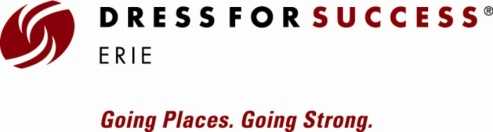 DRESS FOR SUCCESS®
ERIE
Going Places. Going Strong.